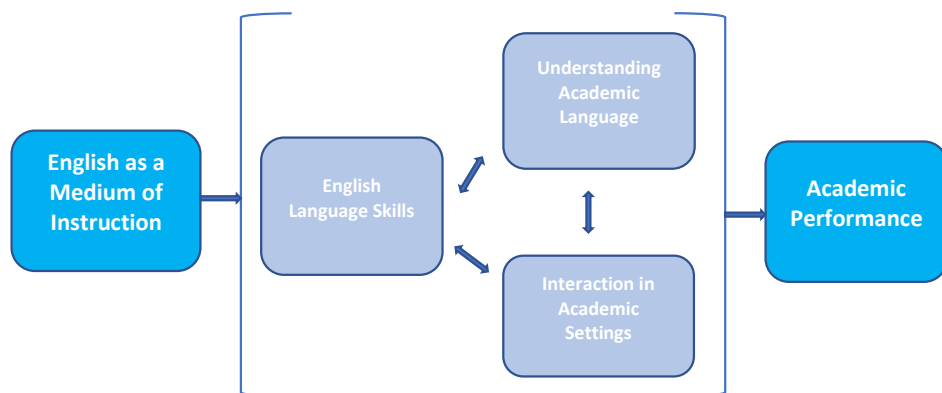 English as a
Medium of
Instruction
English
Language Skills
Understanding
Academic
Language
Interaction in
Academic
Settings
Academic
Performance